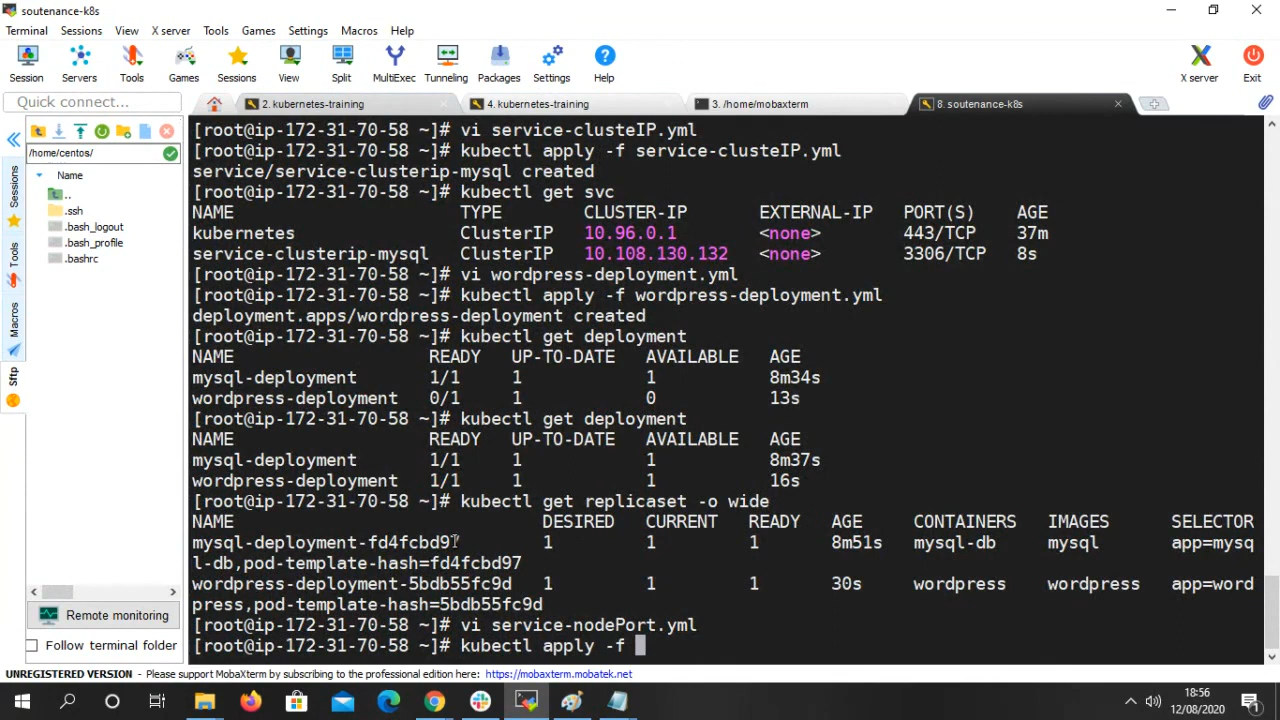 soutenance-k8s
Terminal Sessions View X server Tools Games Settings Macros Help
Session Servers Tools Games Sessions View Split MultiExec Tunneling Packages Settings Help X server Exit
Quick connect...
2. kubernetes-training
4. kubernetes-training
3. /home/mobaxterm
8. soutenance-k8s
/home/centos/
Name
..
.ssh
.bash_logout
.bash_profile
.bashrc
Sessions
Tools
Macros
Sftp
Remote monitoring
Follow terminal folder
[root@ip-172-31-70-58 ~]# vi service-clusteIP.yml
[root@ip-172-31-70-58 ~]# kubectl apply -f service-clusteIP.yml
service/service-clusterip-mysql created
[root@ip-172-31-70-58 ~]# kubectl get svc
NAME TYPE CLUSTER-IP EXTERNAL-IP PORT(S) AGE
kubernetes ClusterIP 10.96.0.1 <none> 443/TCP 37m
service-clusterip-mysql ClusterIP 10.108.130.132 <none> 3306/TCP 8s
[root@ip-172-31-70-58 ~]# vi wordpress-deployment.yml
[root@ip-172-31-70-58 ~]# kubectl apply -f wordpress-deployment.yml
deployment.apps/wordpress-deployment created
[root@ip-172-31-70-58 ~]# kubectl get deployment
NAME READY UP-TO-DATE AVAILABLE AGE
mysql-deployment 1/1 1 1 8m34s
wordpress-deployment 0/1 1 0 13s
[root@ip-172-31-70-58 ~]# kubectl get deployment
NAME READY UP-TO-DATE AVAILABLE AGE
mysql-deployment 1/1 1 1 8m37s
wordpress-deployment 1/1 1 1 16s
[root@ip-172-31-70-58 ~]# kubectl get replicaset -o wide
NAME DESIRED CURRENT READY AGE CONTAINERS IMAGES SELECTOR
mysql-deployment-fd4fcbd97 1 1 1 8m51s mysql-db mysql app=mysq
l-db,pod-template-hash=fd4fcbd97
wordpress-deployment-5bdb55fc9d 1 1 1 30s wordpress wordpress app=word
press,pod-template-hash=5bdb55fc9d
[root@ip-172-31-70-58 ~]# vi service-nodePort.yml
[root@ip-172-31-70-58 ~]# kubectl apply -f
UNREGISTERED VERSION - Please support MobaXterm by subscribing to the professional edition here: https://mobaxterm.mobatek.net
18:56
12/08/2020